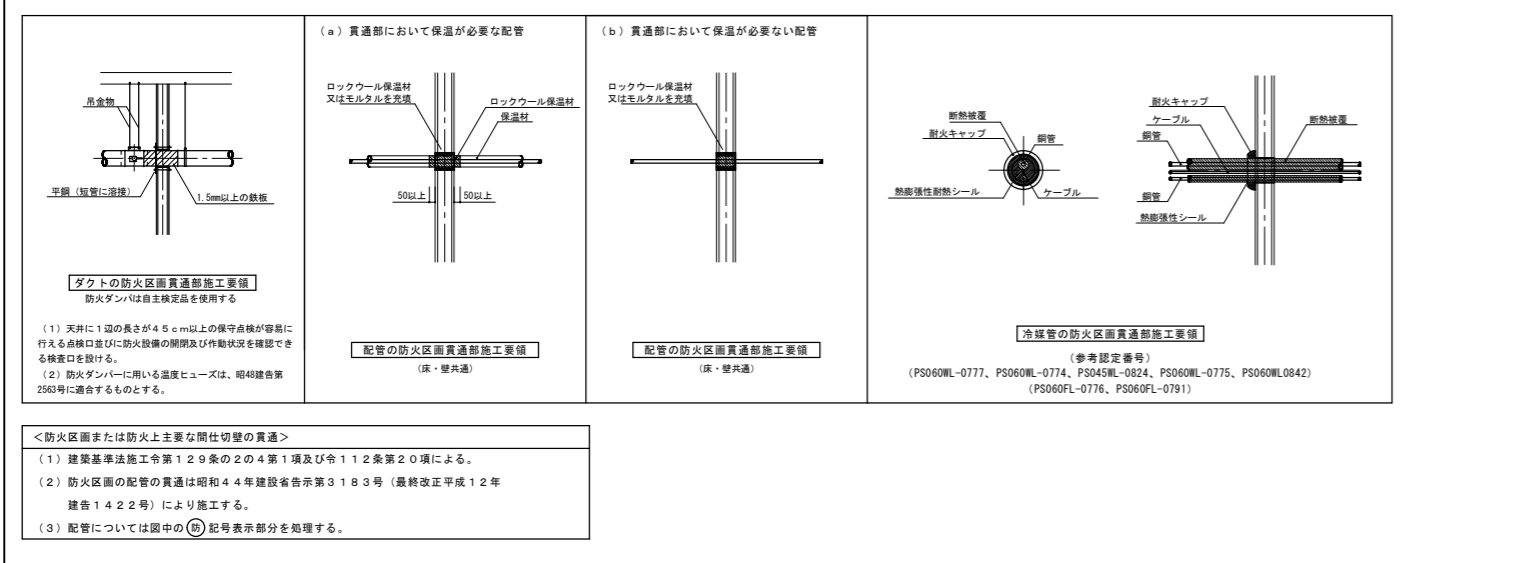 吊金物
平鋼（短管に溶接）
1.5mm以上の鉄板
ダクトの防火区画貫通部施工要領
防火ダンパは自主検定品を使用する
（１）天井に１辺の長さが４５ｃｍ以上の保守点検が容易に
行える点検口並びに防火設備の開閉及び作動状況を確認でき
る検査口を設ける。
（２）防火ダンパーに用いる温度ヒューズは、昭48建告第
2563号に適合するものとする。
（ａ）貫通部において保温が必要な配管
ロックウール保温材
又はモルタルを充填
ロックウール保温材
保温材
50以上
50以上
配管の防火区画貫通部施工要領
（床・壁共通）
（ｂ）貫通部において保温が必要ない配管
ロックウール保温材
又はモルタルを充填
配管の防火区画貫通部施工要領
（床・壁共通）
断熱被覆
耐火キャップ
銅管
熱膨張性耐熱シール
ケーブル
耐火キャップ
ケーブル
銅管
断熱被覆
銅管
熱膨張性シール
冷媒管の防火区画貫通部施工要領
（参考認定番号）
（PS060WL-0777、PS060WL-0774、PS045WL-0824、PS060WL-0775、PS060WL0842）
（PS060FL-0776、PS060FL-0791）
＜防火区画または防火上主要な間仕切壁の貫通＞
（１）建築基準法施工令第１２９条の２の４第１項及び令１１２条第２０項による。
（２）防火区画の配管の貫通は昭和４４年建設省告示第３１８３号（最終改正平成１２年
建告１４２２号）により施工する。
（３）配管については図中の㊩記号表示部分を処理する。